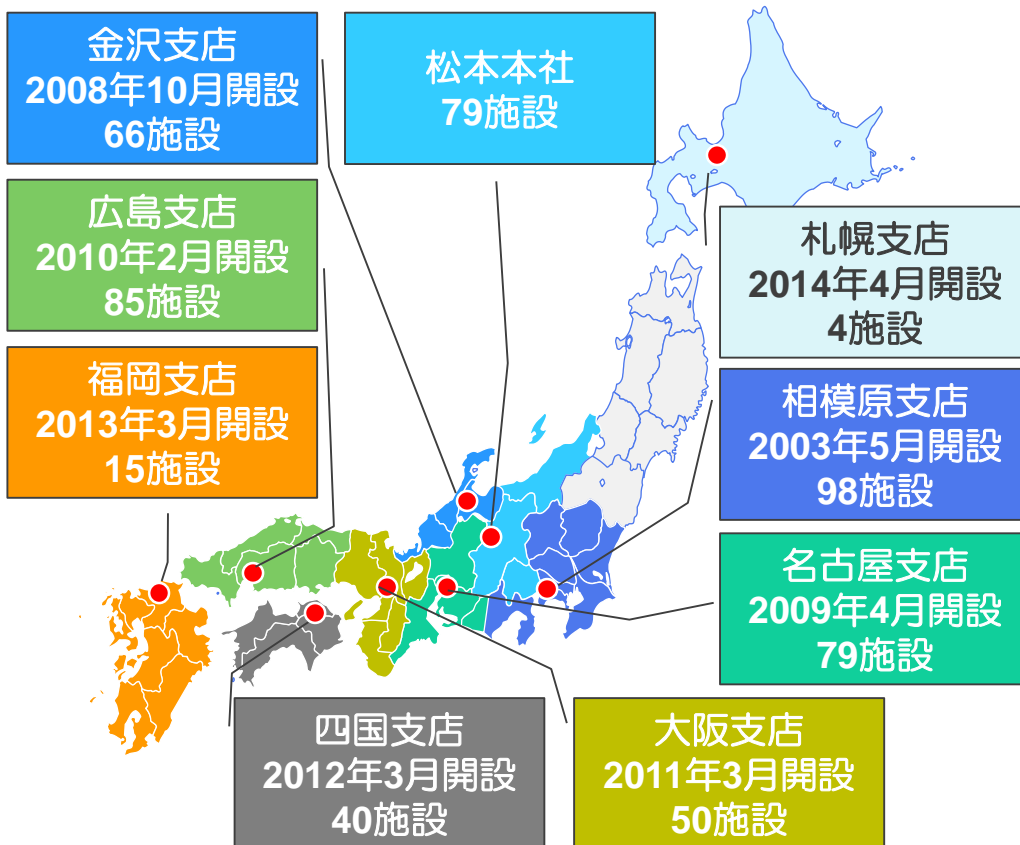 金沢支店
2008年10月開設
66施設
松本本社
79施設
広島支店
2010年2月開設
85施設
札幌支店
2014年4月開設
4施設
福岡支店
2013年3月開設
15施設
相模原支店
2003年5月開設
98施設
名古屋支店
2009年4月開設
79施設
四国支店
2012年3月開設
40施設
大阪支店
2011年3月開設
50施設